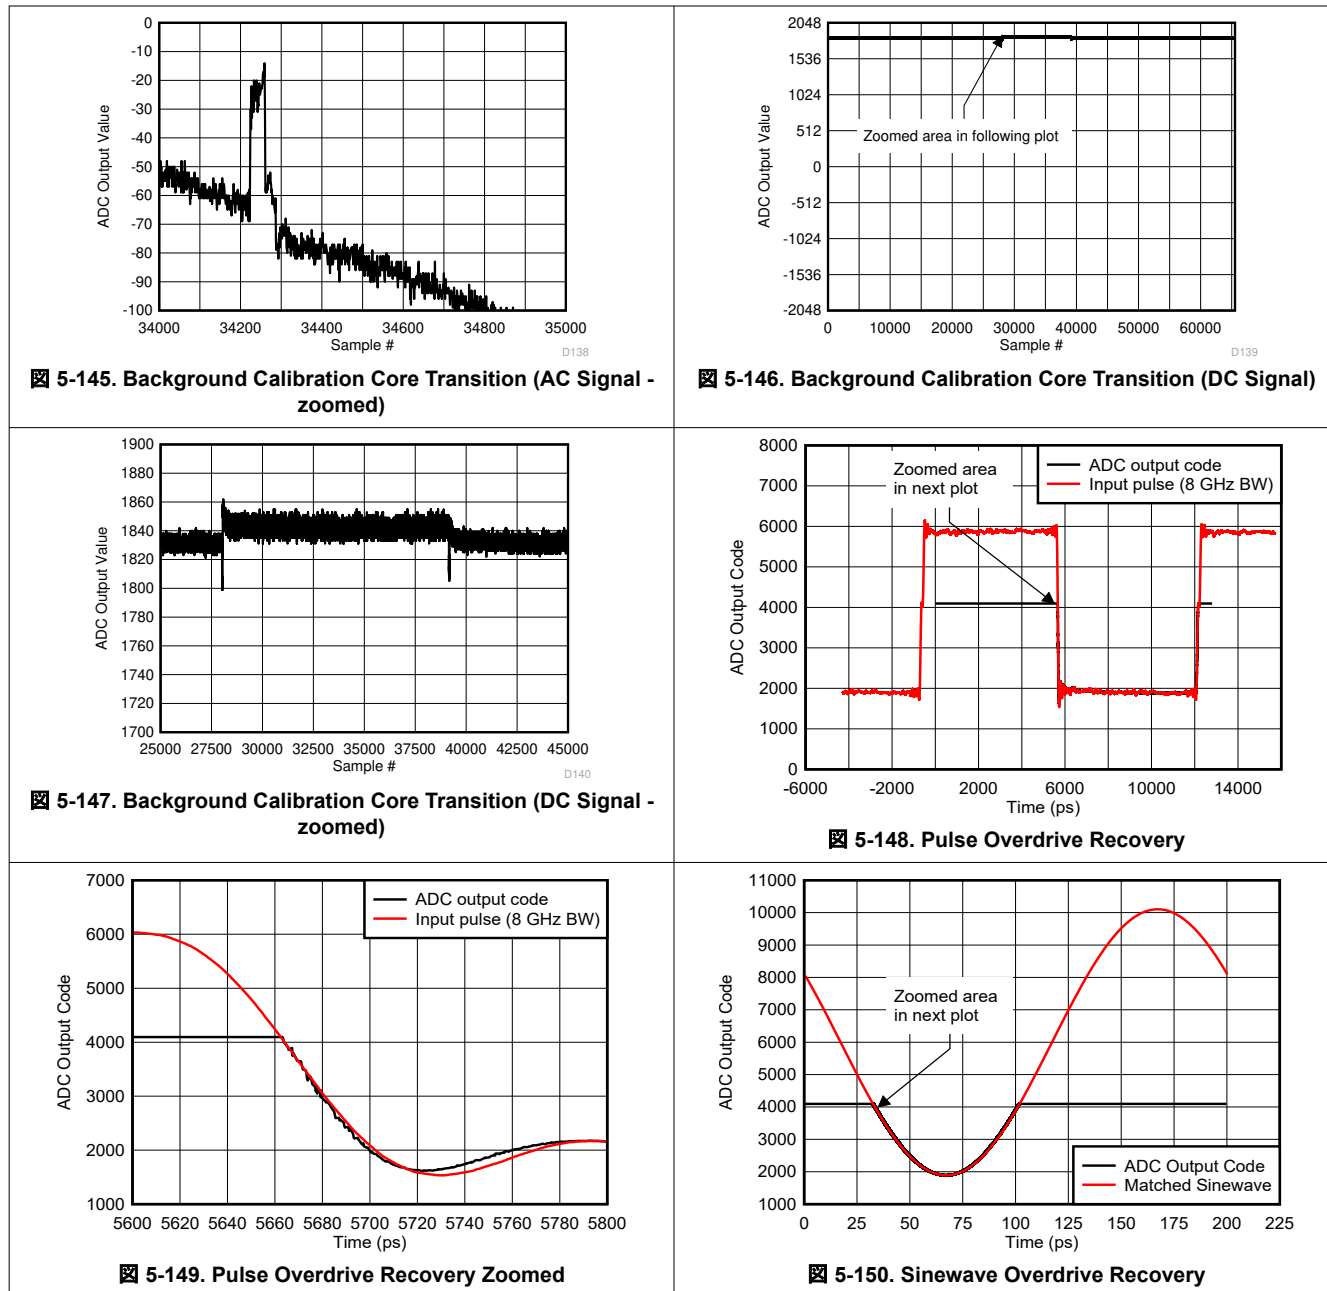 0
-10
-20
-30
-40
-50
-60
-70
-80
-90
-100
ADC Output Value
34000 34200 34400 34600 34800 35000
Sample #
D138
図 5-145. Background Calibration Core Transition (AC Signal -
zoomed)
2048
1536
1024
512
0
-512
-1024
-1536
-2048
ADC Output Value
Zoomed area in following plot
0 10000 20000 30000 40000 50000 60000
Sample #
D139
図 5-146. Background Calibration Core Transition (DC Signal)
1900
1880
1860
1840
1820
1800
1780
1760
1740
1720
1700
ADC Output Value
25000 27500 30000 32500 35000 37500 40000 42500 45000
Sample #
D140
図 5-147. Background Calibration Core Transition (DC Signal -
zoomed)
8000
7000
6000
5000
4000
3000
2000
1000
0
ADC Output Code
Zoomed area
in next plot
ADC output code
Input pulse (8 GHz BW)
-6000 -2000 2000 6000 10000 14000
Time (ps)
図 5-148. Pulse Overdrive Recovery
7000
6000
5000
4000
3000
2000
1000
ADC Output Code
ADC output code
Input pulse (8 GHz BW)
5600 5620 5640 5660 5680 5700 5720 5740 5760 5780 5800
Time (ps)
図 5-149. Pulse Overdrive Recovery Zoomed
11000
10000
9000
8000
7000
6000
5000
4000
3000
2000
1000
ADC Output Code
Zoomed area
in next plot
ADC Output Code
Matched Sinewave
0 25 50 75 100 125 150 175 200 225
Time (ps)
図 5-150. Sinewave Overdrive Recovery